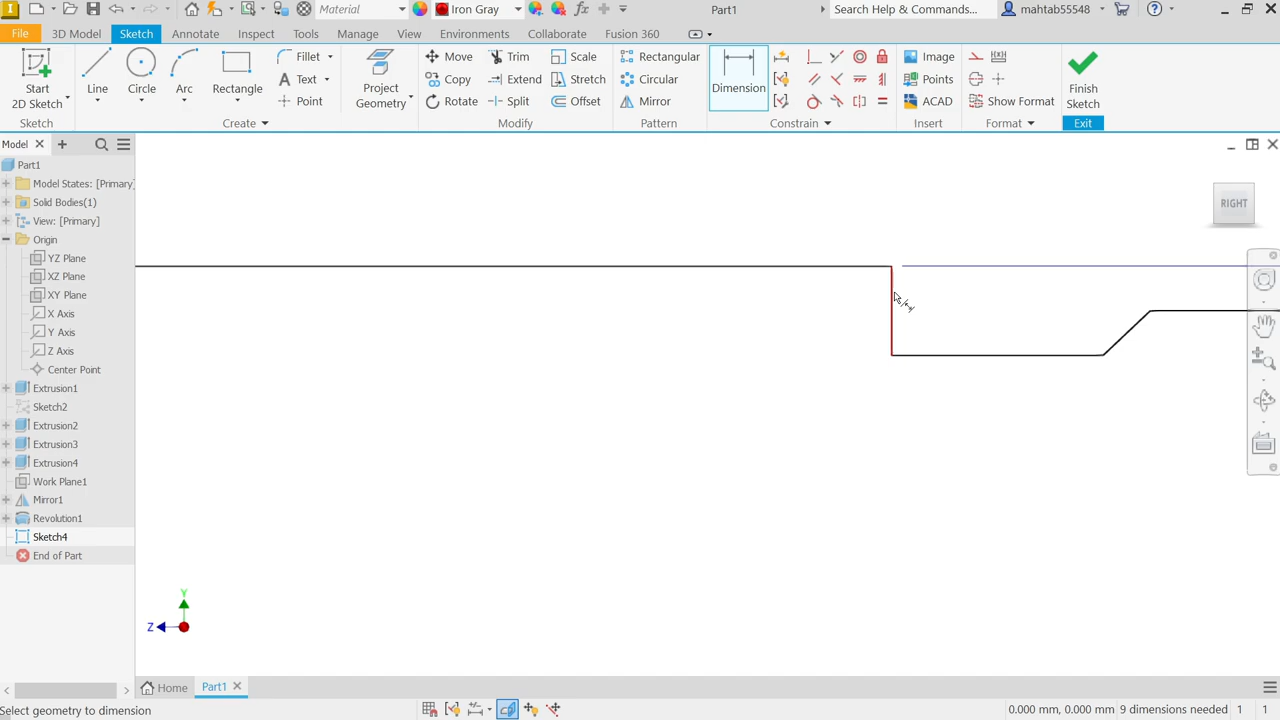 Material
Iron Gray
Part1
Search Help & Commands...
mahtab55548
File
3D Model
Sketch
Annotate
Inspect
Tools
Manage
View
Environments
Collaborate
Fusion 360
Start
2D Sketch
Line
Circle
Arc
Rectangle
Fillet
Text
Point
Project
Geometry
Move
Copy
Rotate
Trim
Extend
Split
Scale
Stretch
Offset
Rectangular
Circular
Mirror
Dimension
Image
Points
ACAD
Show Format
Finish
Sketch
Sketch
Create
Modify
Pattern
Constrain
Insert
Format
Exit
Model
Part1
Model States: [Primary]
Solid Bodies(1)
View: [Primary]
Origin
YZ Plane
XZ Plane
XY Plane
X Axis
Y Axis
Z Axis
Center Point
Extrusion1
Sketch2
Extrusion2
Extrusion3
Extrusion4
Work Plane1
Mirror1
Revolution1
Sketch4
End of Part
RIGHT
Y
Z
Home
Part1
Select geometry to dimension
0.000 mm, 0.000 mm
9 dimensions needed
1
1